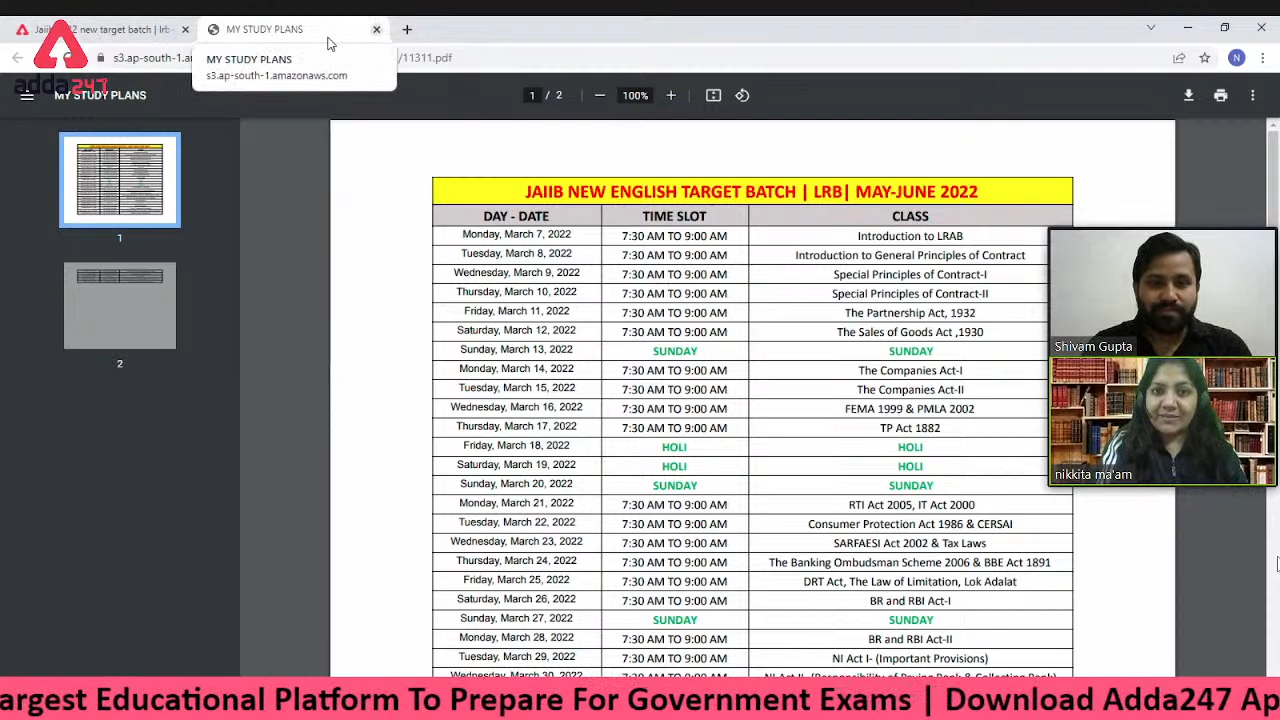 Jaiib 2022 new target batch | lrb
MY STUDY PLANS
MY STUDY PLANS
s3.ap-south-1.amazonaws.com
s3.ap-south-1.
/11311.pdf
N
adda247
MY STUDY PLANS
1 / 2
100%
1
2
JAIIB NEW ENGLISH TARGET BATCH | LRB| MAY-JUNE 2022
DAY - DATE TIME SLOT CLASS
Monday, March 7, 2022 7:30 AM TO 9:00 AM Introduction to LRAB
Tuesday, March 8, 2022 7:30 AM TO 9:00 AM Introduction to General Principles of Contract
Wednesday, March 9, 2022 7:30 AM TO 9:00 AM Special Principles of Contract-I
Thursday, March 10, 2022 7:30 AM TO 9:00 AM Special Principles of Contract-II
Friday, March 11, 2022 7:30 AM TO 9:00 AM The Partnership Act, 1932
Saturday, March 12, 2022 7:30 AM TO 9:00 AM The Sales of Goods Act ,1930
Sunday, March 13, 2022 SUNDAY SUNDAY
Monday, March 14, 2022 7:30 AM TO 9:00 AM The Companies Act-I
Tuesday, March 15, 2022 7:30 AM TO 9:00 AM The Companies Act-II
Wednesday, March 16, 2022 7:30 AM TO 9:00 AM FEMA 1999 & PMLA 2002
Thursday, March 17, 2022 7:30 AM TO 9:00 AM TP Act 1882
Friday, March 18, 2022 HOLI HOLI
Saturday, March 19, 2022 HOLI HOLI
Sunday, March 20, 2022 SUNDAY SUNDAY
Monday, March 21, 2022 7:30 AM TO 9:00 AM RTI Act 2005, IT Act 2000
Tuesday, March 22, 2022 7:30 AM TO 9:00 AM Consumer Protection Act 1986 & CERSAI
Wednesday, March 23, 2022 7:30 AM TO 9:00 AM SARFAESI Act 2002 & Tax Laws
Thursday, March 24, 2022 7:30 AM TO 9:00 AM The Banking Ombudsman Scheme 2006 & BBE Act 1891
Friday, March 25, 2022 7:30 AM TO 9:00 AM DRT Act, The Law of Limitation, Lok Adalat
Saturday, March 26, 2022 7:30 AM TO 9:00 AM BR and RBI Act-I
Sunday, March 27, 2022 SUNDAY SUNDAY
Monday, March 28, 2022 7:30 AM TO 9:00 AM BR and RBI Act-II
Tuesday, March 29, 2022 7:30 AM TO 9:00 AM NI Act I- (Important Provisions)
Shivam Gupta
nikkita ma'am
argest Educational Platform To Prepare For Government Exams | Download Adda247 Ap